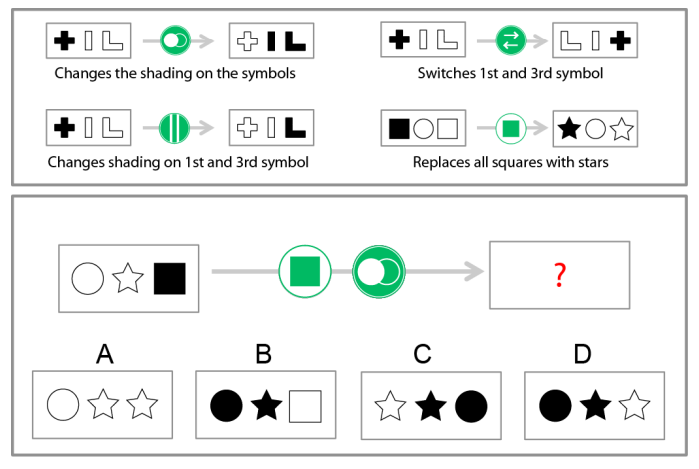 Changes the shading on the symbols
Switches 1st and 3rd symbol
Changes shading on 1st and 3rd symbol
Replaces all squares with stars
?
A B C D